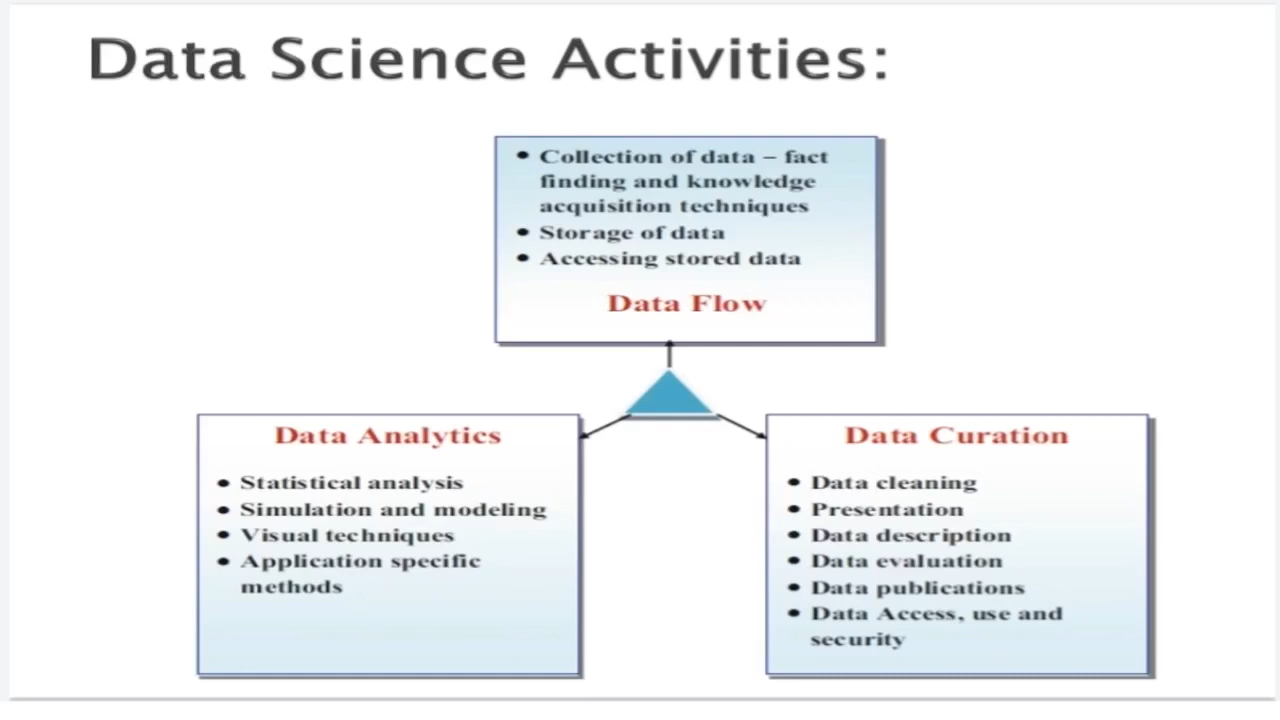 Data Science Activities:
• Collection of data – fact
finding and knowledge
acquisition techniques
• Storage of data
• Accessing stored data
Data Flow
Data Analytics
• Statistical analysis
• Simulation and modeling
• Visual techniques
• Application specific
methods
Data Curation
• Data cleaning
• Presentation
• Data description
• Data evaluation
• Data publications
• Data Access, use and
security